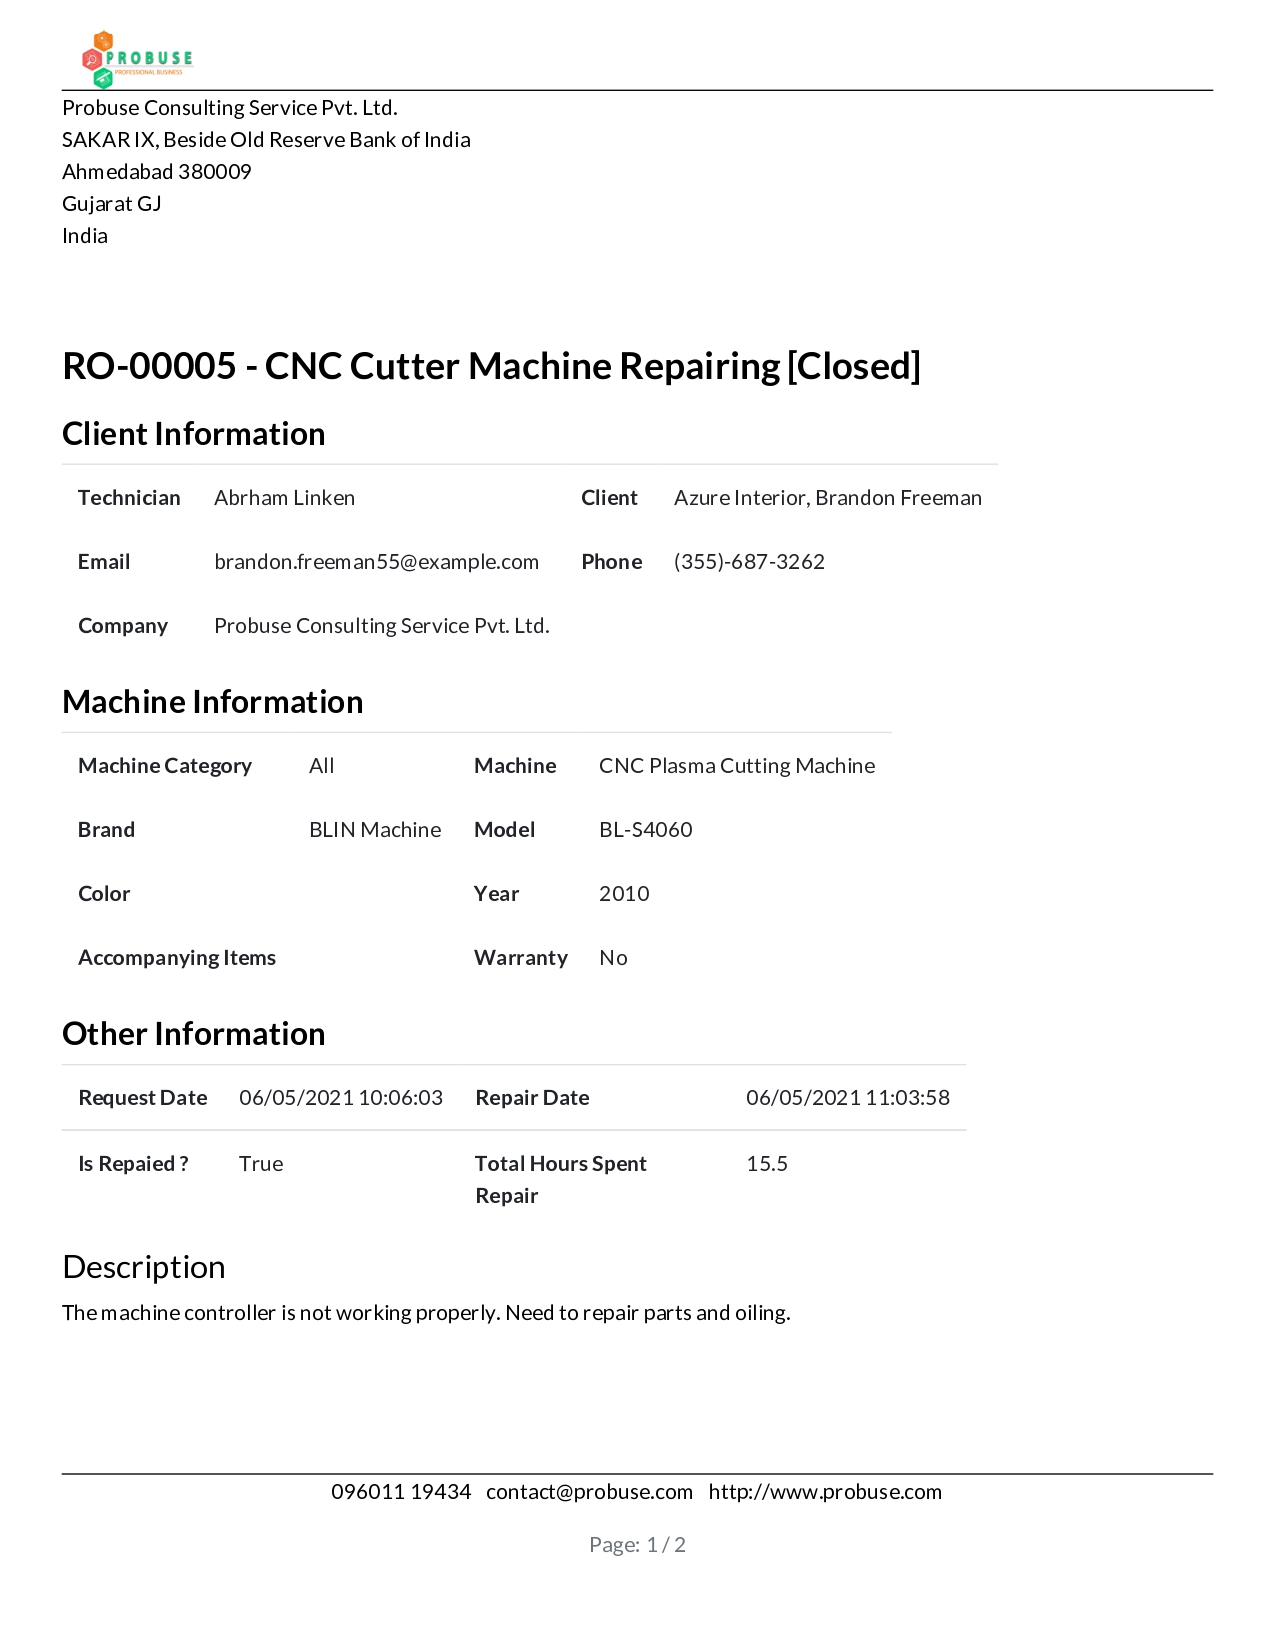 PROBUSE
PROFESSIONAL BUSINESS
Probuse Consulting Service Pvt. Ltd.
SAKAR IX, Beside Old Reserve Bank of India
Ahmedabad 380009
Gujarat GJ
India
RO-00005 - CNC Cutter Machine Repairing [Closed]
Client Information
Technician Abrham Linken Client Azure Interior, Brandon Freeman
Email brandon.freeman55@example.com Phone (355)-687-3262
Company Probuse Consulting Service Pvt. Ltd.
Machine Information
Machine Category All Machine CNC Plasma Cutting Machine
Brand BLIN Machine Model BL-S4060
Color Year 2010
Accompanying Items Warranty No
Other Information
Request Date 06/05/2021 10:06:03 Repair Date 06/05/2021 11:03:58
Is Repaied ? True Total Hours Spent 15.5
Repair
Description
The machine controller is not working properly. Need to repair parts and oiling.
096011 19434 contact@probuse.com http://www.probuse.com
Page: 1 / 2